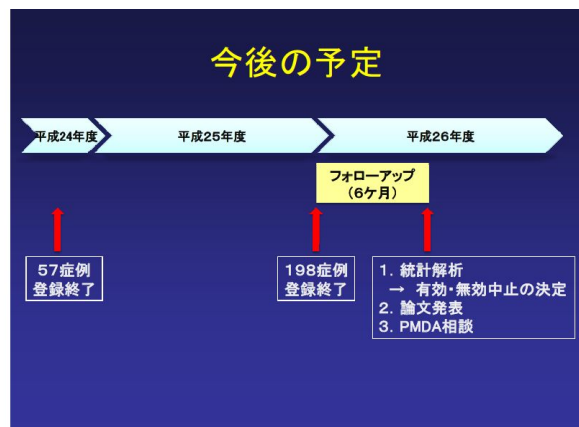 今後の予定
平成24年度
平成25年度
平成26年度
フォローアップ
(6ケ月)
57症例
登録終了
198症例
登録終了
1. 統計解析
→ 有効・無効中止の決定
2. 論文発表
3. PMDA相談